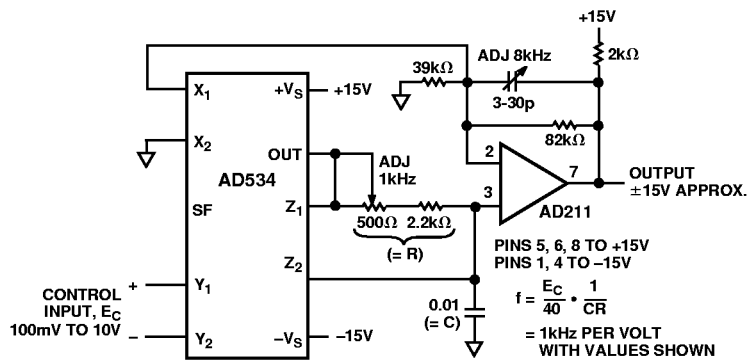 +15V
39kΩ
ADJ 8kHz
2kΩ
3-30p
X1
+VS
+15V
82kΩ
X2
OUT
ADJ
1kHz
2
7
OUTPUT
±15V APPROX.
AD534
3
AD211
SF
Z1
500Ω
2.2kΩ
(= R)
PINS 5, 6, 8 TO +15V
PINS 1, 4 TO –15V
Z2
CONTROL
INPUT, EC
100mV TO 10V
+
Y1
–
Y2
–VS
–15V
0.01
(= C)
f = EC/40 • 1/CR
= 1kHz PER VOLT
WITH VALUES SHOWN